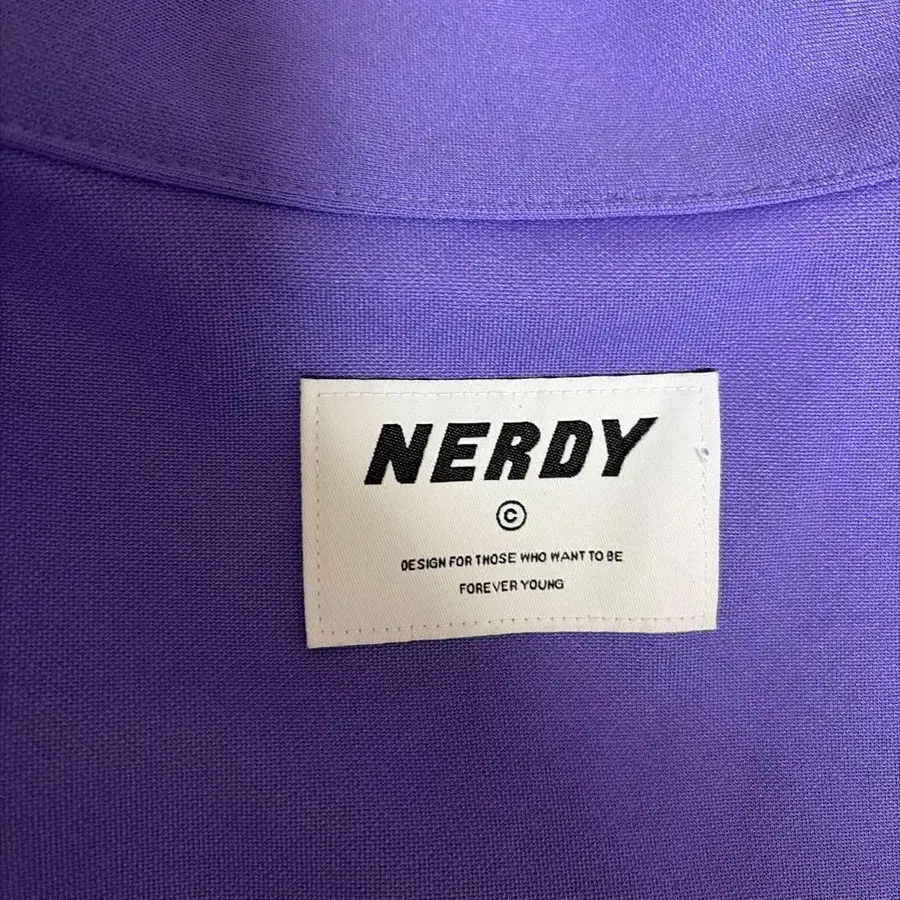 NERDY
©
DESIGN FOR THOSE WHO WANT TO BE
FOREVER YOUNG